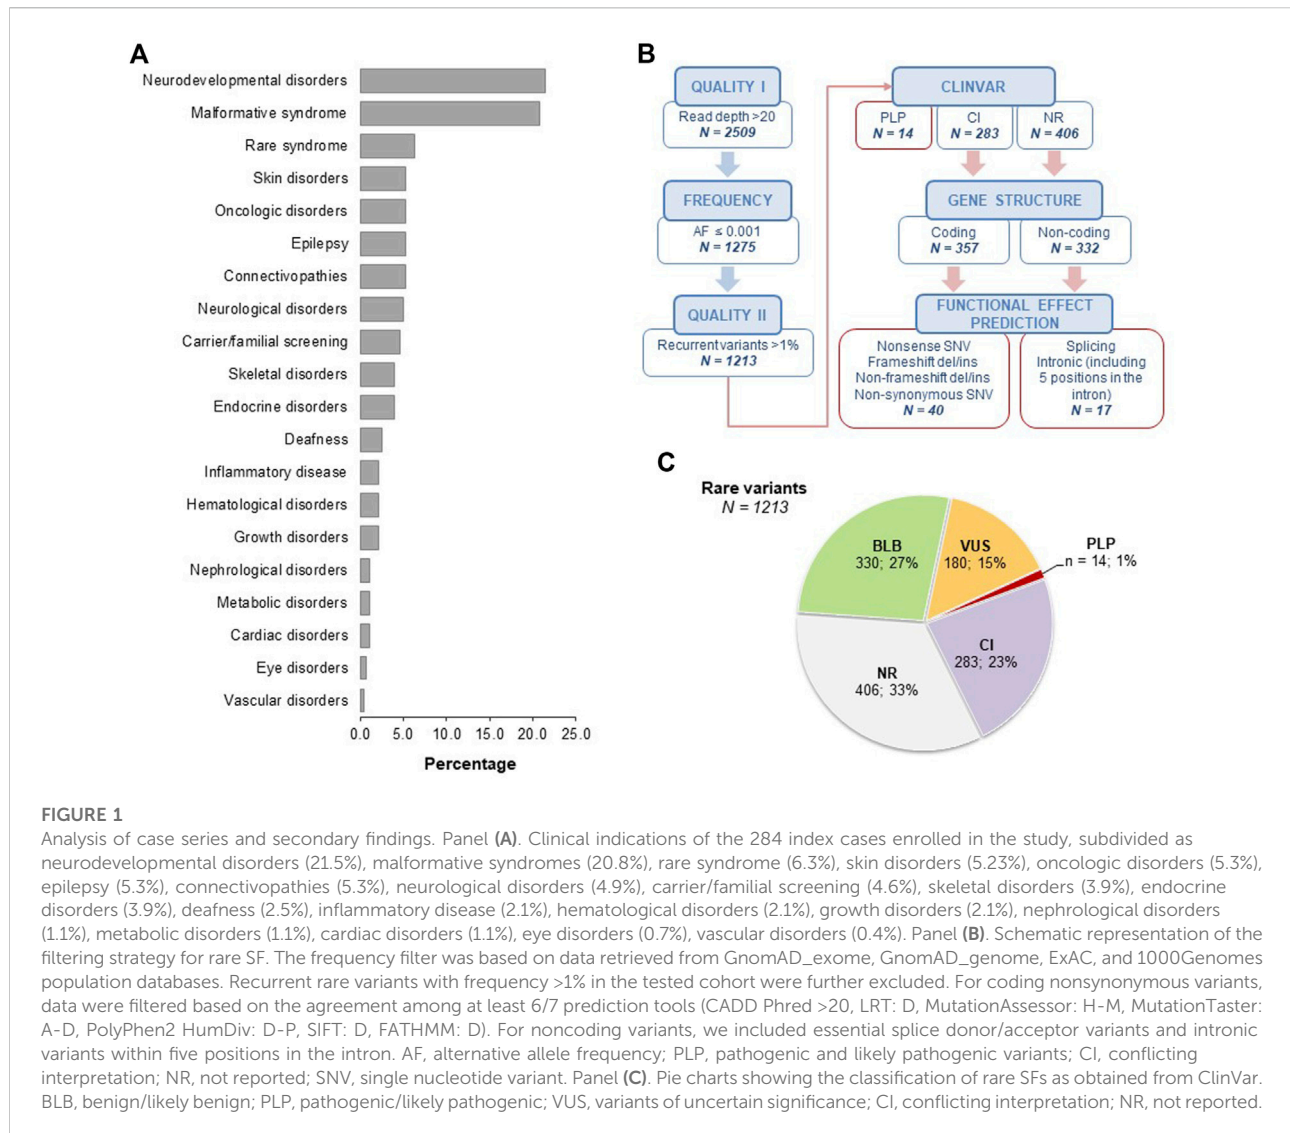 A
Neurodevelopmental disorders
Malformative syndrome
Rare syndrome
Skin disorders
Oncologic disorders
Epilepsy
Connectivopathies
Neurological disorders
Carrier/familial screening
Skeletal disorders
Endocrine disorders
Deafness
Inflammatory disease
Hematological disorders
Growth disorders
Nephrological disorders
Metabolic disorders
Cardiac disorders
Eye disorders
Vascular disorders
0.0 5.0 10.0 15.0 20.0 25.0
Percentage
B
QUALITY I
Read depth >20
N = 2509
FREQUENCY
AF ≤ 0.001
N = 1275
QUALITY II
Recurrent variants >1%
N = 1213
CLINVAR
PLP
N = 14
CI
N = 283
NR
N = 406
GENE STRUCTURE
Coding
N = 357
Non-coding
N = 332
FUNCTIONAL EFFECT
PREDICTION
Nonsense SNV
Frameshift del/ins
Non-frameshift del/ins
Non-synonymous SNV
N = 40
Splicing
Intronic (including
5 positions in the
intron)
N = 17
C
Rare variants
N = 1213
BLB
330; 27%
VUS
180; 15%
PLP
n = 14; 1%
CI
283; 23%
NR
406; 33%
FIGURE 1
Analysis of case series and secondary findings. Panel (A). Clinical indications of the 284 index cases enrolled in the study, subdivided as
neurodevelopmental disorders (21.5%), malformative syndromes (20.8%), rare syndrome (6.3%), skin disorders (5.23%), oncologic disorders (5.3%),
epilepsy (5.3%), connectivopathies (5.3%), neurological disorders (4.9%), carrier/familial screening (4.6%), skeletal disorders (3.9%), endocrine
disorders (3.9%), deafness (2.5%), inflammatory disease (2.1%), hematological disorders (2.1%), growth disorders (2.1%), nephrological disorders
(1.1%), metabolic disorders (1.1%), cardiac disorders (1.1%), eye disorders (0.7%), vascular disorders (0.4%). Panel (B). Schematic representation of the
filtering strategy for rare SF. The frequency filter was based on data retrieved from GnomAD_exome, GnomAD_genome, ExAC, and 1000Genomes
population databases. Recurrent rare variants with frequency >1% in the tested cohort were further excluded. For coding nonsynonymous variants,
data were filtered based on the agreement among at least 6/7 prediction tools (CADD Phred >20, LRT: D, MutationAssessor: H-M, MutationTaster:
A-D, PolyPhen2 HumDiv: D-P, SIFT: D, FATHMM: D). For noncoding variants, we included essential splice donor/acceptor variants and intronic
variants within five positions in the intron. AF, alternative allele frequency; PLP, pathogenic and likely pathogenic variants; CI, conflicting
interpretation; NR, not reported; SNV, single nucleotide variant. Panel (C). Pie charts showing the classification of rare SFs as obtained from ClinVar.
BLB, benign/likely benign; PLP, pathogenic/likely pathogenic; VUS, variants of uncertain significance; CI, conflicting interpretation; NR, not reported.